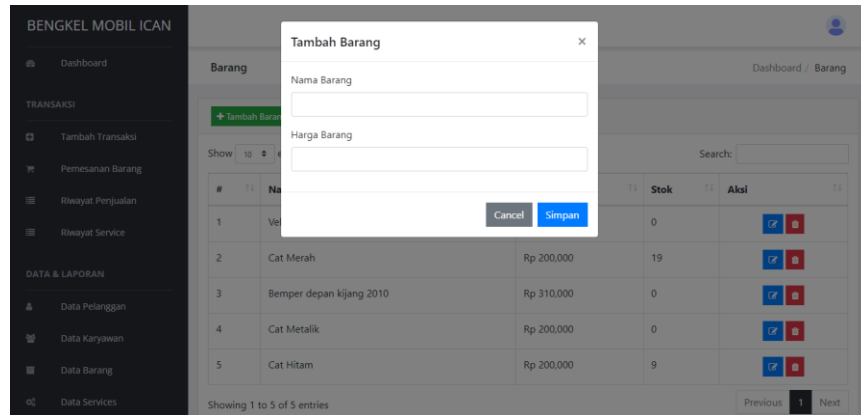 BENGKEL MOBIL ICAN
Dashboard
TRANSAKSI
Tambah Transaksi
Pemesanan Barang
Riwayat Penjualan
Riwayat Service
DATA & LAPORAN
Data Pelanggan
Data Karyawan
Data Barang
Data Services
Barang
Dashboard / Barang
+ Tambah Baran
Tambah Barang ×
Nama Barang
Harga Barang
Cancel Simpan
Show 10 e
Search:
# Na Stok Aksi
1 Vel 0
2 Cat Merah Rp 200,000 19
3 Bemper depan kijang 2010 Rp 310,000 0
4 Cat Metalik Rp 200,000 0
5 Cat Hitam Rp 200,000 9
Showing 1 to 5 of 5 entries
Previous 1 Next